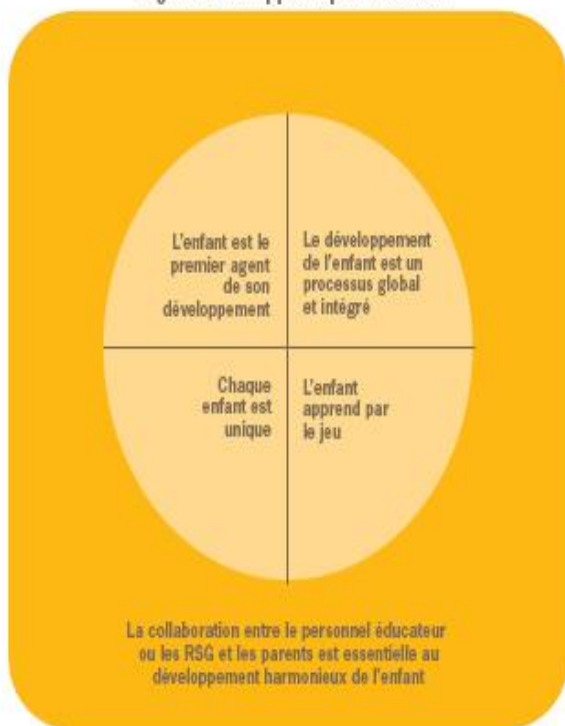 L'enfant est le
premier agent
de son
développement
Le développement
de l'enfant est un
processus global
et intégré
Chaque
enfant est
unique
L'enfant
apprend par
le jeu
La collaboration entre le personnel éducateur
ou les RSG et les parents est essentielle au
développement harmonieux de l'enfant